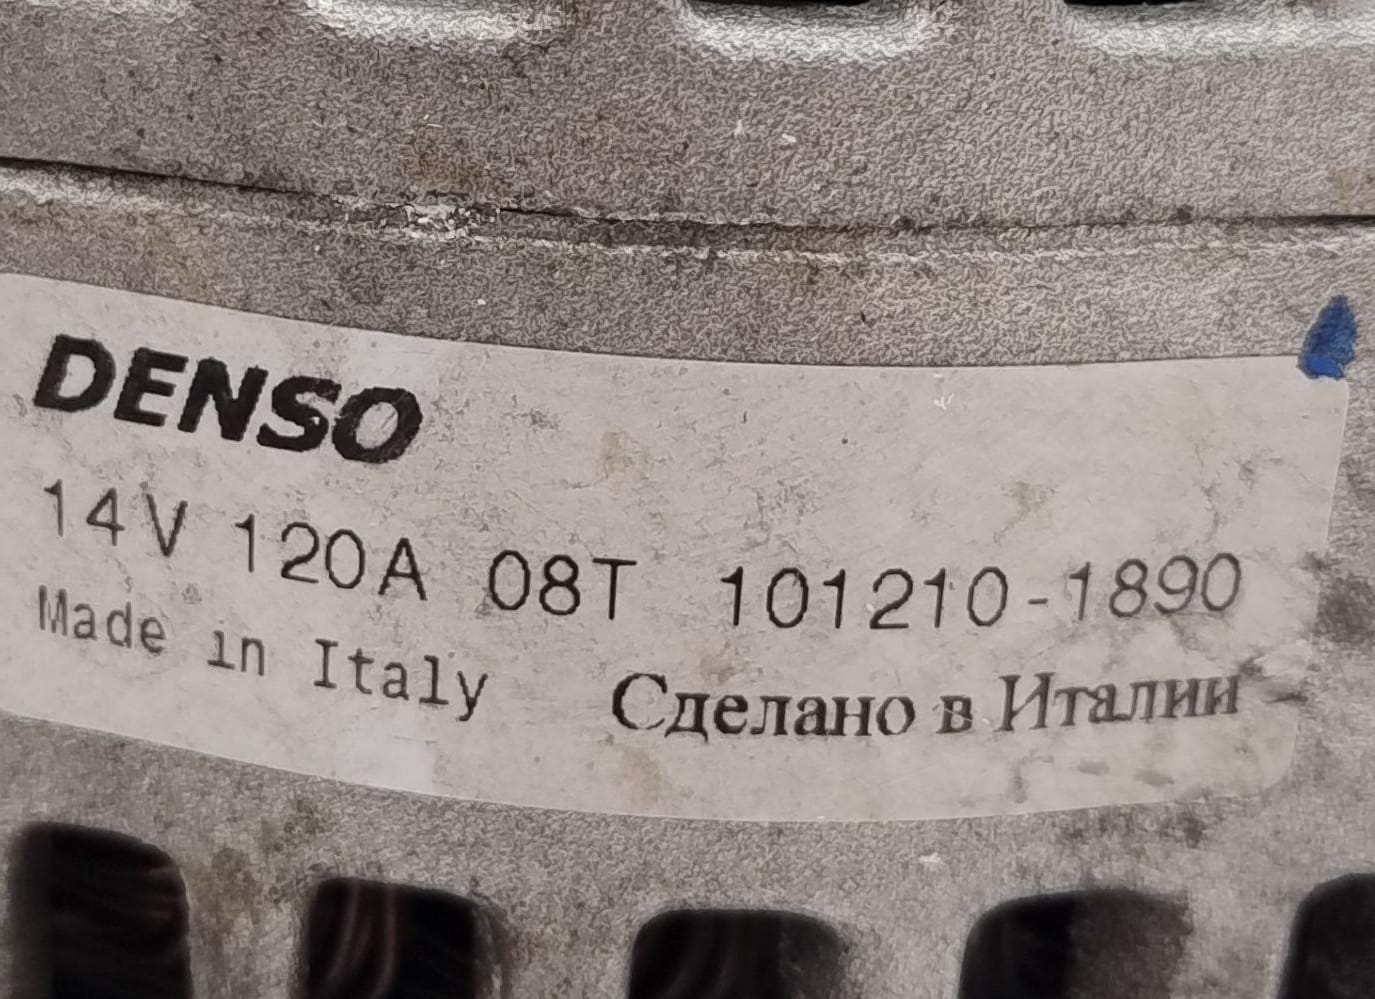 DENSO
14V 120A 08T 101210-1890
Made in Italy Сделано в Италии